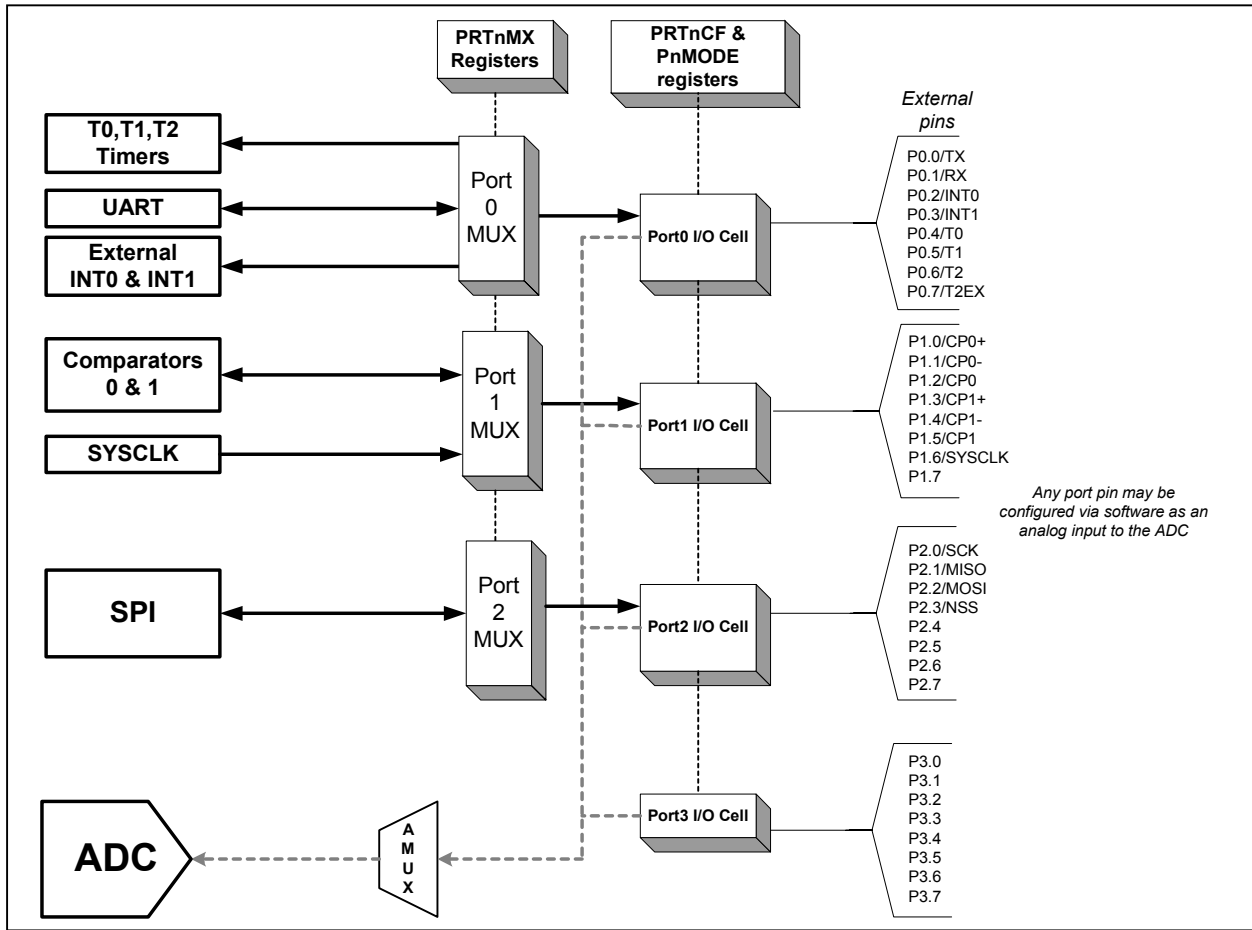 PRTnMX
Registers
PRTnCF &
PnMODE
registers
External
pins
T0,T1,T2
Timers
UART
External
INT0 & INT1
Port
0
MUX
Port0 I/O Cell
P0.0/TX
P0.1/RX
P0.2/INT0
P0.3/INT1
P0.4/T0
P0.5/T1
P0.6/T2
P0.7/T2EX
Comparators
0 & 1
SYSCLK
Port
1
MUX
Port1 I/O Cell
P1.0/CP0+
P1.1/CP0-
P1.2/CP0
P1.3/CP1+
P1.4/CP1-
P1.5/CP1
P1.6/SYSCLK
P1.7
Any port pin may be
configured via software as an
analog input to the ADC
SPI
Port
2
MUX
Port2 I/O Cell
P2.0/SCK
P2.1/MISO
P2.2/MOSI
P2.3/NSS
P2.4
P2.5
P2.6
P2.7
ADC
A
M
U
X
Port3 I/O Cell
P3.0
P3.1
P3.2
P3.3
P3.4
P3.5
P3.6
P3.7